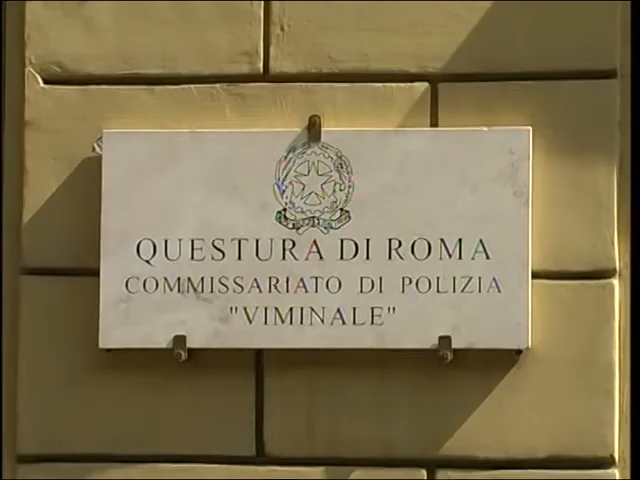 QUESTURA DI ROMA
COMMISSARIATO DI POLIZIA
"VIMINALE"